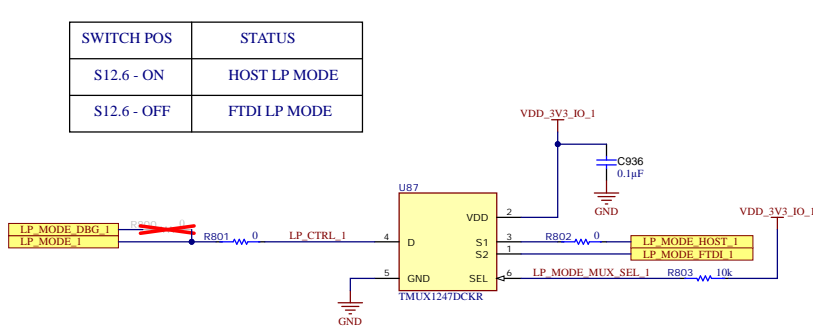 SWITCH POS STATUS
S12.6 - ON HOST LP MODE
S12.6 - OFF FTDI LP MODE
VDD_3V3_IO_1
C936
0.1µF
GND
VDD_3V3_IO_1
U87
VDD 2
LP_MODE_DBG_1 R800 0
LP_MODE_1 R801 0 LP_CTRL_1 4 D S1 3 R802 0 LP_MODE_HOST_1
S2 1 LP_MODE_FTDI_1
5 GND SEL 6 LP_MODE_MUX_SEL_1 R803 10k
TMUX1247DCKR
GND